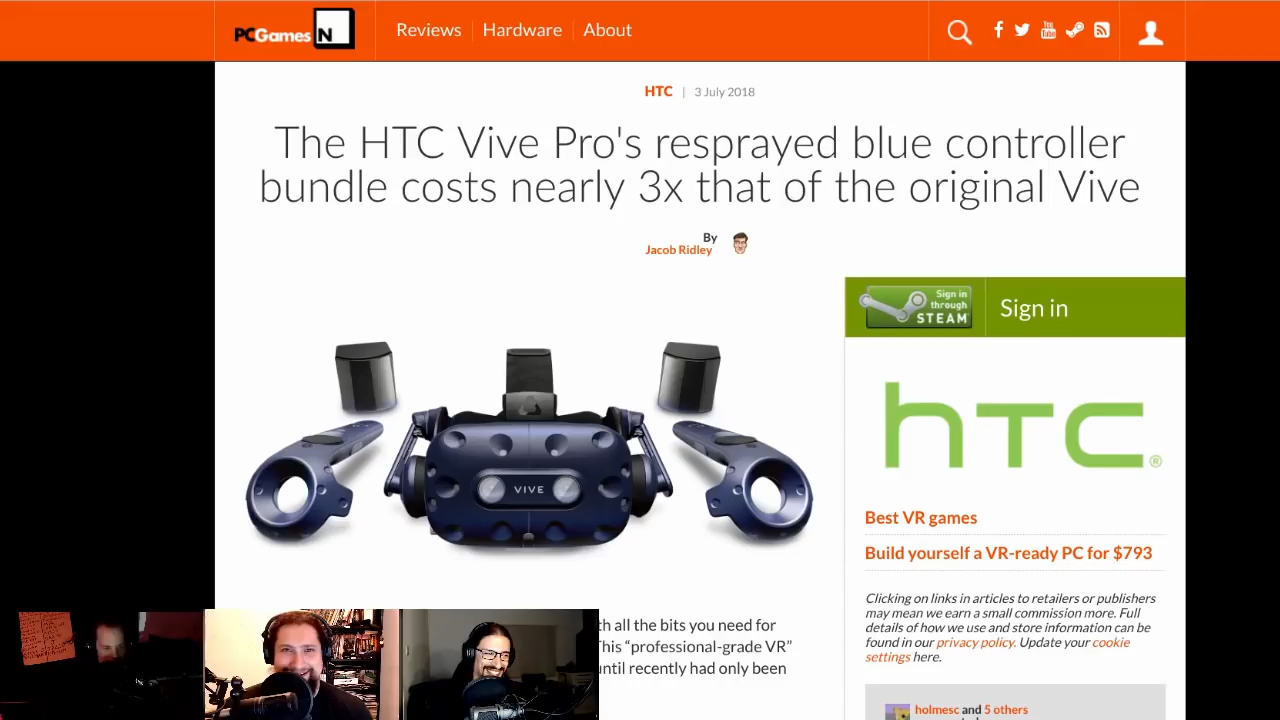 PCGamesN
Reviews
Hardware
About
You
Tube
HTC | 3 July 2018
The HTC Vive Pro's resprayed blue controller
bundle costs nearly 3x that of the original Vive
By
Jacob Ridley
Sign in
through
STEAM
Sign in
VIVE
hTC®
Best VR games
Build yourself a VR-ready PC for $793
Clicking on links in articles to retailers or publishers
may mean we earn a small commission more. Full
details of how we use and store information can be
found in our privacy policy. Update your cookie
settings here.
th all the bits you need for
This “professional-grade VR”
until recently had only been
holmesc and 5 others